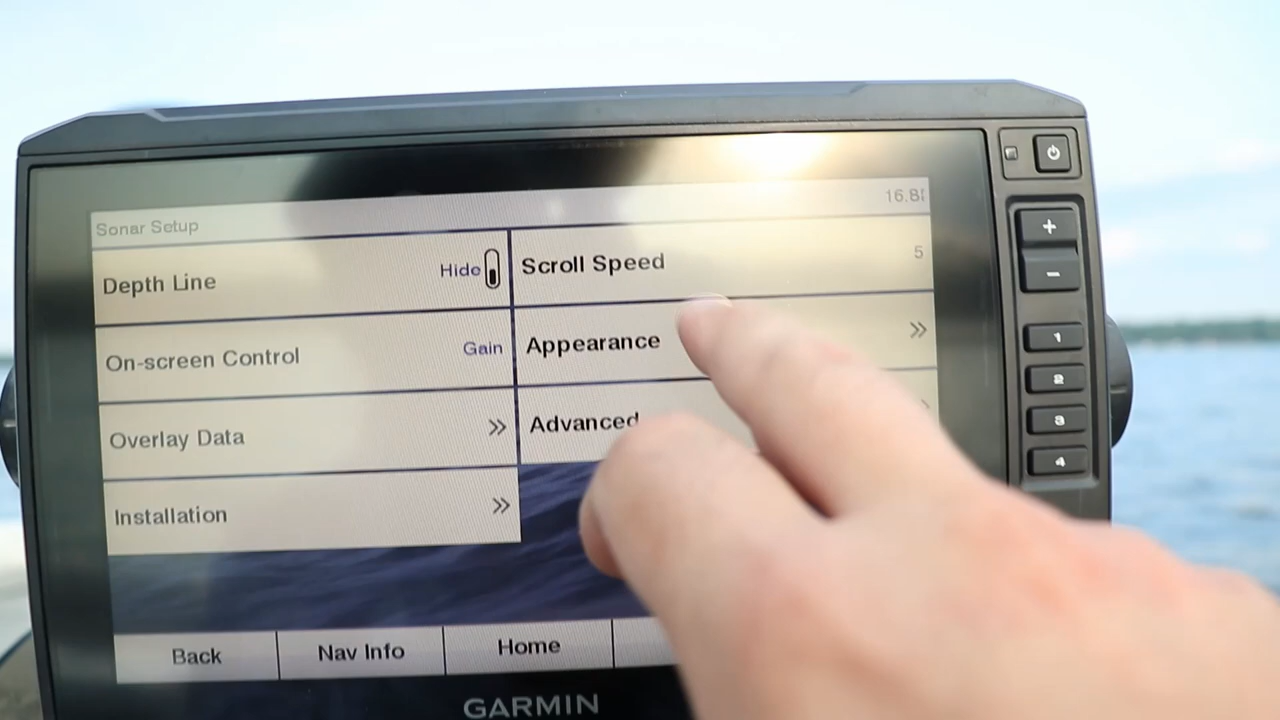 Sonar Setup
16.8
Depth Line Hide
Scroll Speed 5
On-screen Control Gain
Appearance
Overlay Data
Advanced
Installation
Back Nav Info Home
GARMIN
+
-
1
2
3
4